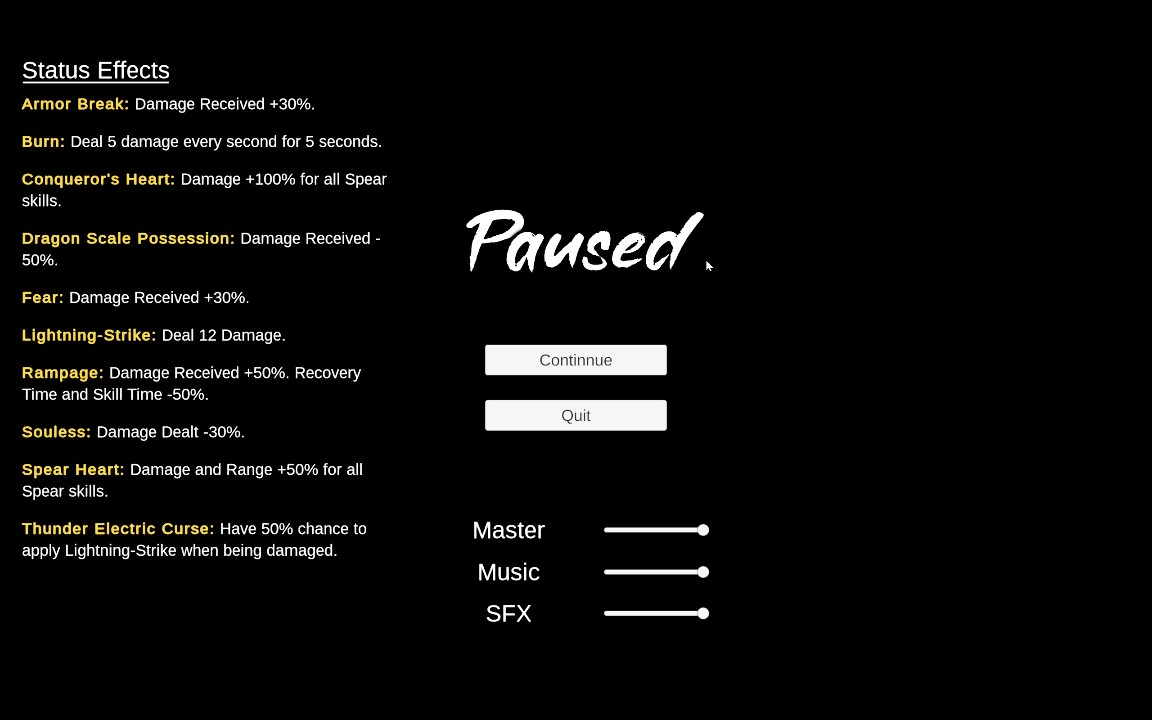 Status Effects
Armor Break: Damage Received +30%.
Burn: Deal 5 damage every second for 5 seconds.
Conqueror's Heart: Damage +100% for all Spear
skills.
Dragon Scale Possession: Damage Received -
50%.
Fear: Damage Received +30%.
Lightning-Strike: Deal 12 Damage.
Rampage: Damage Received +50%. Recovery
Time and Skill Time -50%.
Souless: Damage Dealt -30%.
Spear Heart: Damage and Range +50% for all
Spear skills.
Thunder Electric Curse: Have 50% chance to
apply Lightning-Strike when being damaged.
Paused
Continnue
Quit
Master
Music
SFX